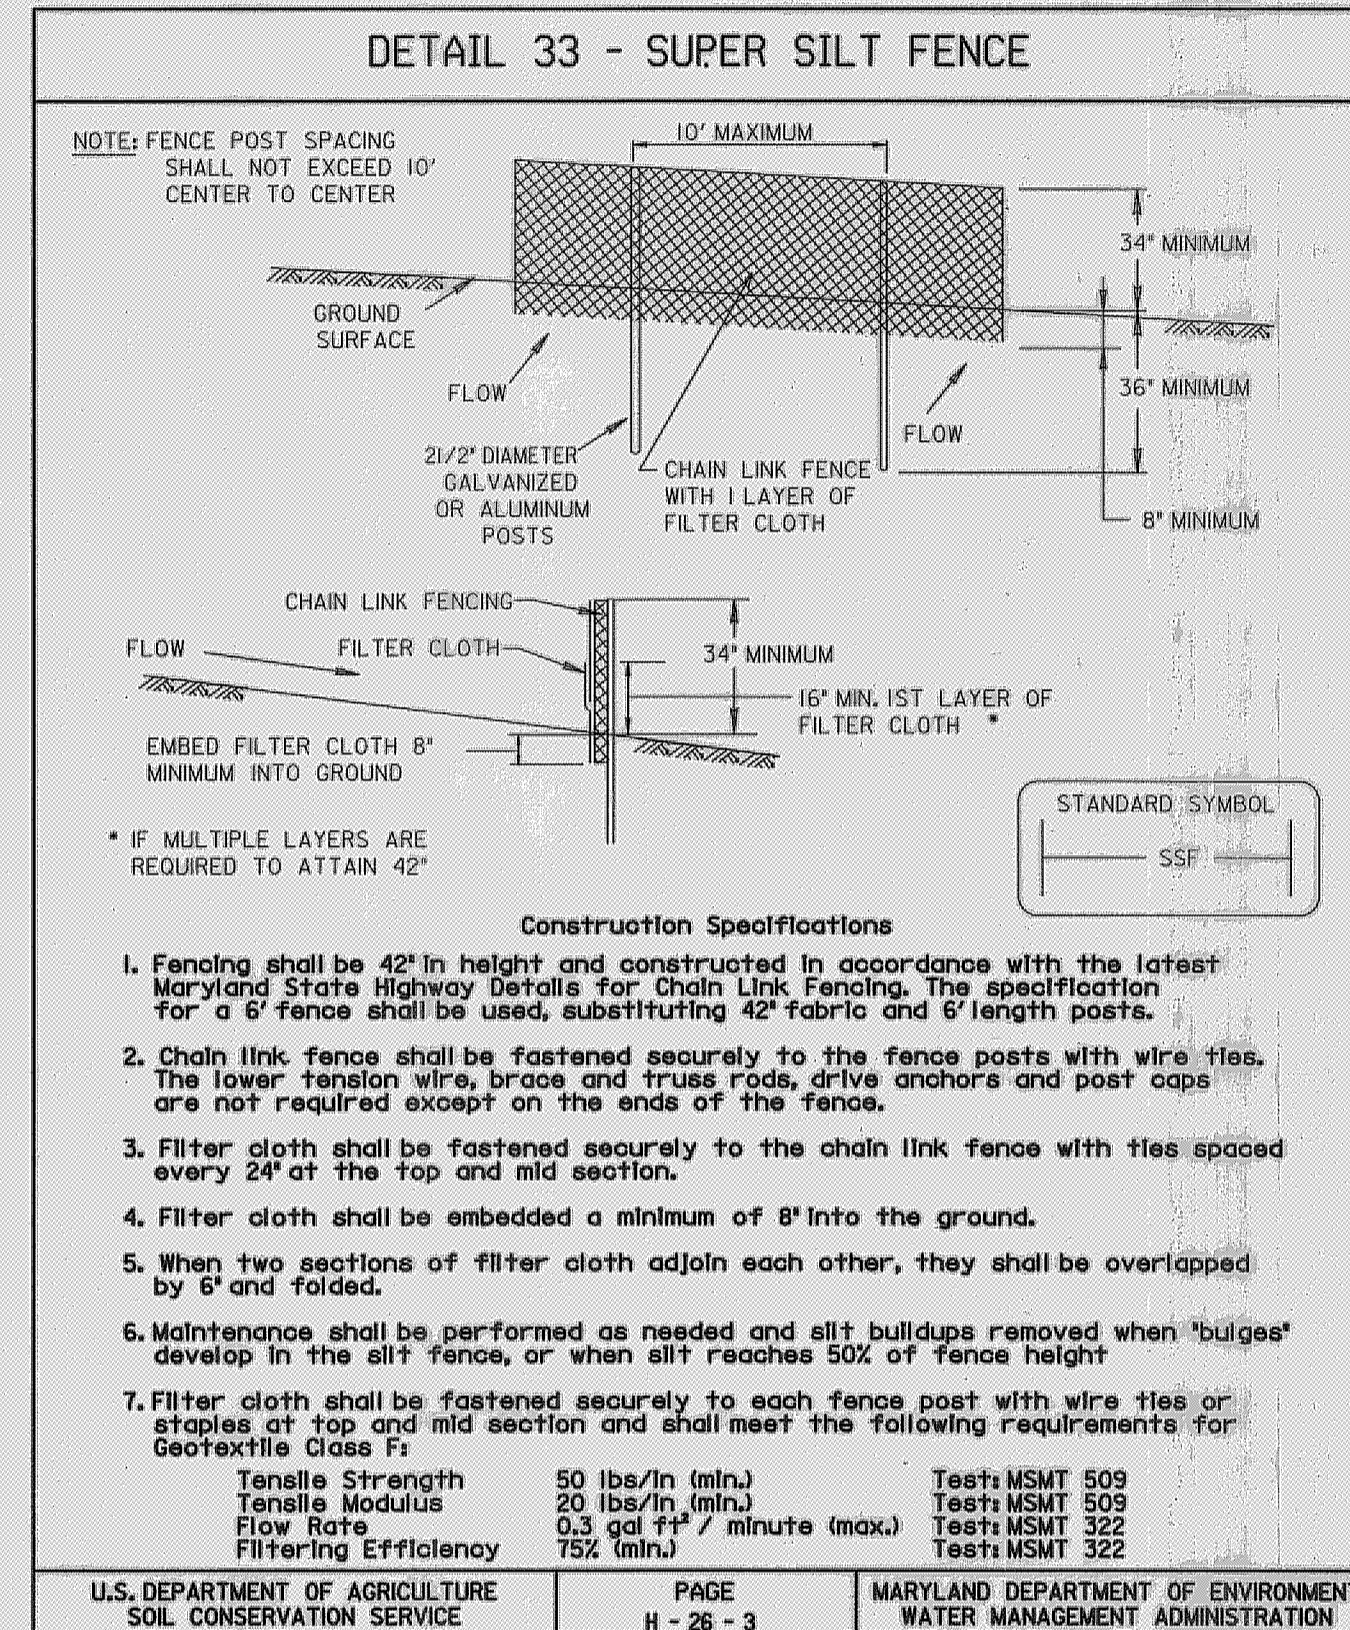 DETAIL 33 - SUPER SILT FENCE
NOTE: FENCE POST SPACING
SHALL NOT EXCEED 10'
CENTER TO CENTER
10' MAXIMUM
34" MINIMUM
GROUND
SURFACE
FLOW
36" MINIMUM
FLOW
21/2" DIAMETER
GALVANIZED
OR ALUMINUM
POSTS
CHAIN LINK FENCE
WITH 1 LAYER OF
FILTER CLOTH
8" MINIMUM
CHAIN LINK FENCING
FLOW
FILTER CLOTH
34" MINIMUM
16" MIN. 1ST LAYER OF
FILTER CLOTH *
EMBED FILTER CLOTH 8"
MINIMUM INTO GROUND
* IF MULTIPLE LAYERS ARE
REQUIRED TO ATTAIN 42"
STANDARD SYMBOL
SSF
Construction Specifications
1. Fencing shall be 42" in height and constructed in accordance with the latest
Maryland State Highway Details for Chain Link Fencing. The specification
for a 6' fence shall be used, substituting 42" fabric and 6' length posts.
2. Chain link fence shall be fastened securely to the fence posts with wire ties.
The lower tension wire, brace and truss rods, drive anchors and post caps
are not required except on the ends of the fence.
3. Filter cloth shall be fastened securely to the chain link fence with ties spaced
every 24" at the top and mid section.
4. Filter cloth shall be embedded a minimum of 8" into the ground.
5. When two sections of filter cloth adjoin each other, they shall be overlapped
by 6" and folded.
6. Maintenance shall be performed as needed and silt buildups removed when "bulges"
develop in the silt fence, or when silt reaches 50% of fence height
7. Filter cloth shall be fastened securely to each fence post with wire ties or
staples at top and mid section and shall meet the following requirements for
Geotextile Class F:
Tensile Strength 50 lbs/in (min.) Test: MSMT 509
Tensile Modulus 20 lbs/in (min.) Test: MSMT 509
Flow Rate 0.3 gal ft²/ minute (max.) Test: MSMT 322
Filtering Efficiency 75% (min.) Test: MSMT 322
U.S. DEPARTMENT OF AGRICULTURE
SOIL CONSERVATION SERVICE
PAGE
H - 26 - 3
MARYLAND DEPARTMENT OF ENVIRONMENT
WATER MANAGEMENT ADMINISTRATION